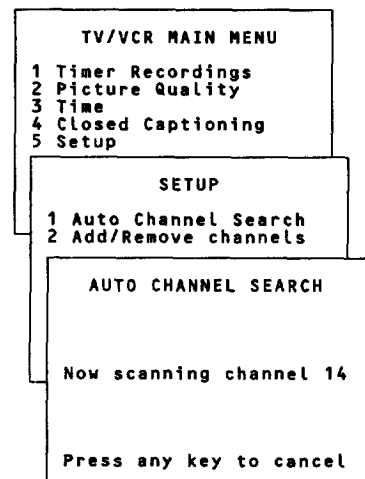 TV/VCR MAIN MENU
1 Timer Recordings
2 Picture Quality
3 Time
4 Closed Captioning
5 Setup
SETUP
1 Auto Channel Search
2 Add/Remove channels
AUTO CHANNEL SEARCH
Now scanning channel 14
Press any key to cancel